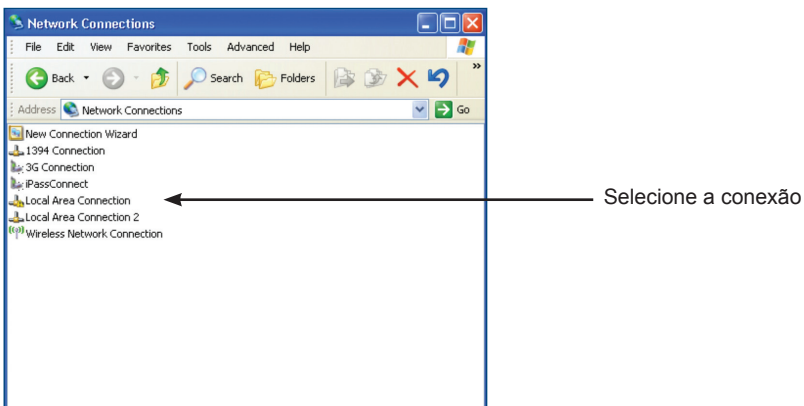 Network Connections
File Edit View Favorites Tools Advanced Help
Back Search Folders »
Address Network Connections Go
New Connection Wizard
1394 Connection
3G Connection
iPassConnect
Local Area Connection
Selecione a conexão
Local Area Connection 2
Wireless Network Connection